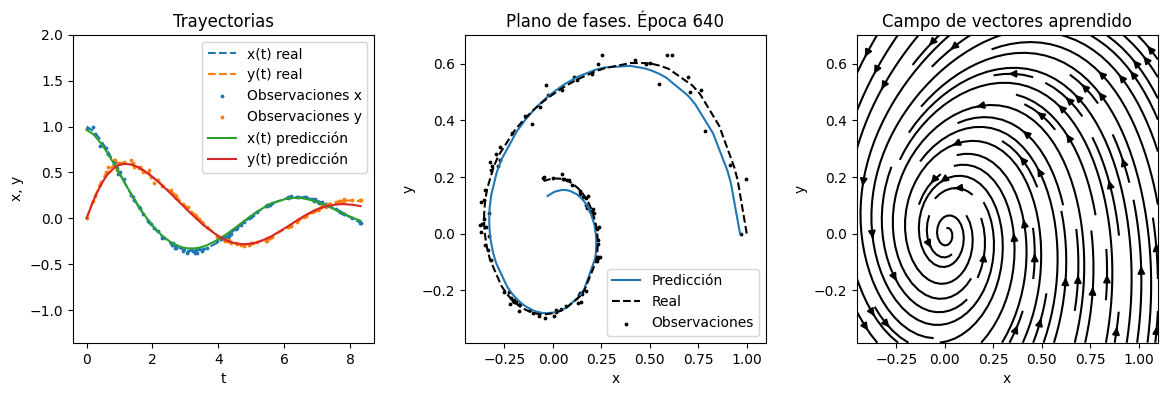 Trayectorias
2.0
1.5
1.0
0.5
0.0
−0.5
−1.0
x, y
0
2
4
6
8
t
x(t) real
y(t) real
Observaciones x
Observaciones y
x(t) predicción
y(t) predicción
Plano de fases. Época 640
0.6
0.4
0.2
0.0
−0.2
y
−0.25
0.00
0.25
0.50
0.75
1.00
x
Predicción
Real
Observaciones
Campo de vectores aprendido
0.6
0.4
0.2
0.0
−0.2
y
−0.25
0.00
0.25
0.50
0.75
1.00
x